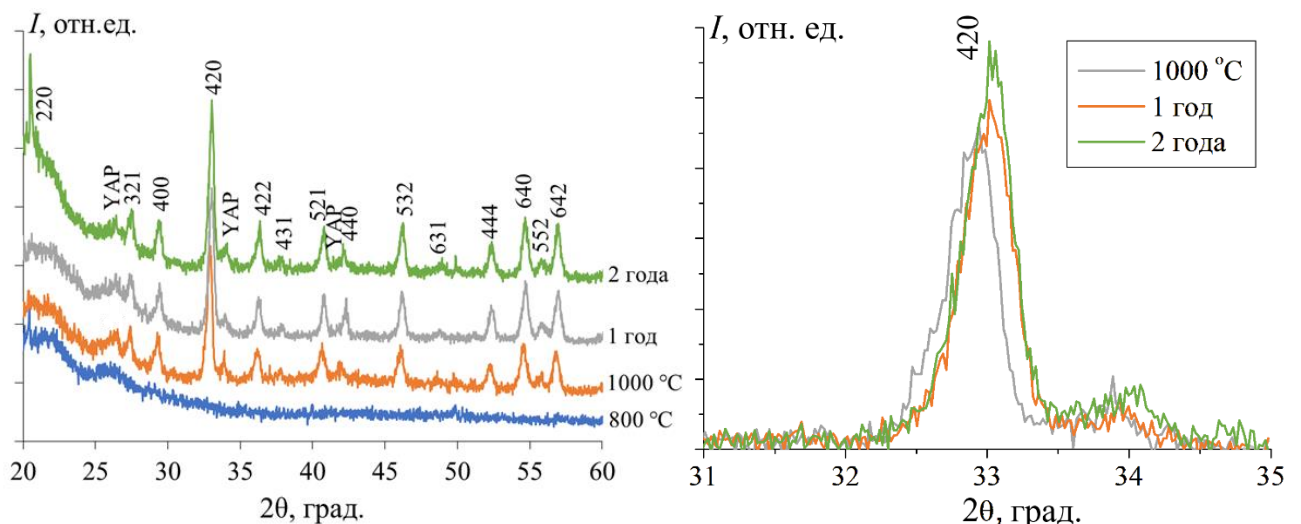 I, отн.ед.
220
YAP
321
400
420
YAP
422
431
521
YAP
440
532
631
444
640
552
642
2 года
1 год
1000 °C
800 °C
20 25 30 35 40 45 50 55 60
2θ, град.
I, отн. ед.
420
1000 °C
1 год
2 года
31 32 33 34 35
2θ, град.